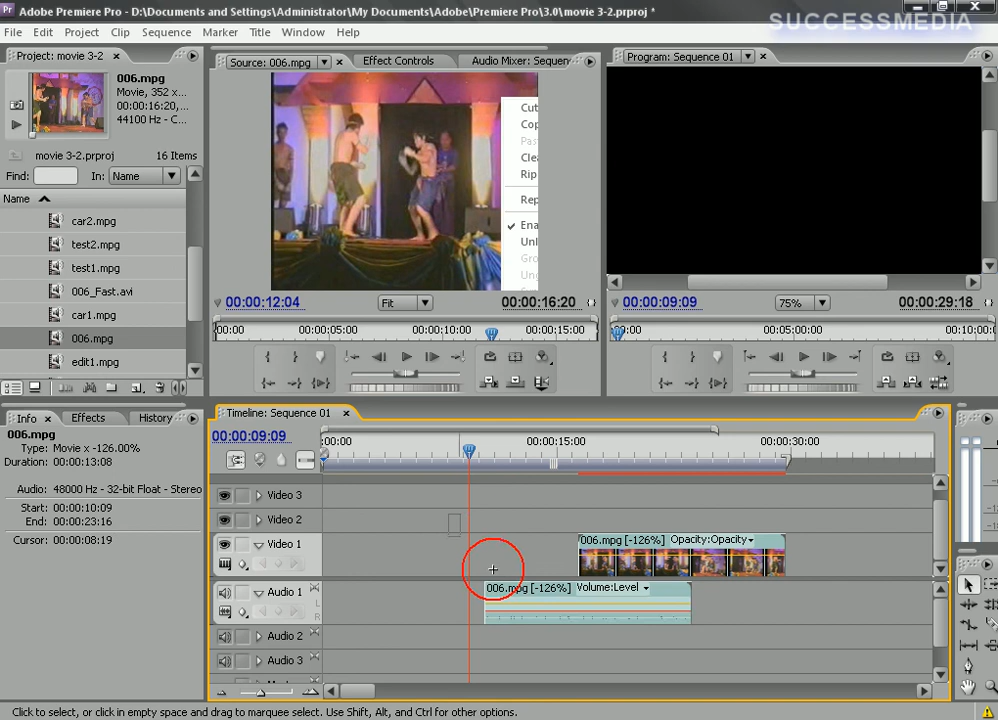 Adobe Premiere Pro - D:\Documents and Settings\Administrator\My Documents\Adobe\Premiere Pro\3.0\movie 3-2.prproj *
SUCCESSMEDIA
File Edit Project Clip Sequence Marker Title Window Help
Project: movie 3-2
006.mpg
Movie, 352 x...
00:00:16:20,...
44100 Hz - C...
movie 3-2.prproj 16 Items
Find: In: Name
Name
car2.mpg
test2.mpg
test1.mpg
006_Fast.avi
car1.mpg
006.mpg
edit1.mpg
Source: 006.mpg Effect Controls Audio Mixer: Sequen
Cut
Cop
Pas
Clea
Rip
Rep
Ena
Unl
Gro
Ung
00:00:12:04 Fit 00:00:16:20
00:00 00:00:05:00 00:00:10:00 00:00:15:00
Program: Sequence 01
00:00:09:09 75% 00:00:29:18
00:00 00:05:00:00 00:10:00:
Info Effects History
006.mpg
Type: Movie x -126.00%
Duration: 00:00:13:08
Audio: 48000 Hz - 32-bit Float - Stereo
Start: 00:00:10:09
End: 00:00:23:16
Cursor: 00:00:08:19
Timeline: Sequence 01
00:00:09:09 :00:00 00:00:15:00 00:00:30:00
Video 3
Video 2
Video 1
006.mpg [-126%] Opacity:Opacity
Audio 1
L
R
006.mpg [-126%] Volume:Level
Audio 2
Audio 3
Click to select, or click in empty space and drag to marquee select. Use Shift, Alt, and Ctrl for other options.